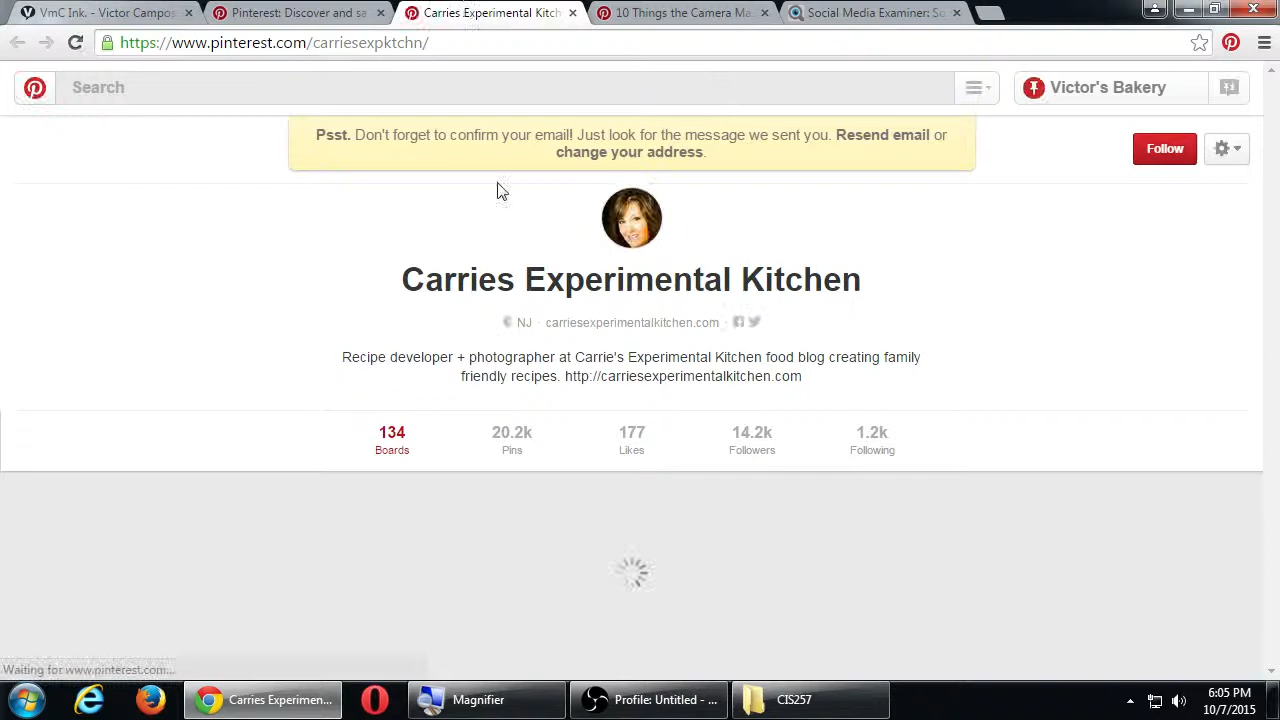 VmC Ink. - Victor Campos
Pinterest: Discover and sa
Carries Experimental Kitch
10 Things the Camera Ma
Social Media Examiner: So
https://www.pinterest.com/carriesexpktchn/
Search
Victor's Bakery
Psst. Don't forget to confirm your email! Just look for the message we sent you. Resend email or
change your address.
Follow
Carries Experimental Kitchen
NJ · carriesexperimentalkitchen.com ·
Recipe developer + photographer at Carrie's Experimental Kitchen food blog creating family
friendly recipes. http://carriesexperimentalkitchen.com
134 20.2k 177 14.2k 1.2k
Boards Pins Likes Followers Following
Waiting for www.pinterest.com...
Carries Experimen...
Magnifier
Profile: Untitled - ...
CIS257
6:05 PM
10/7/2015